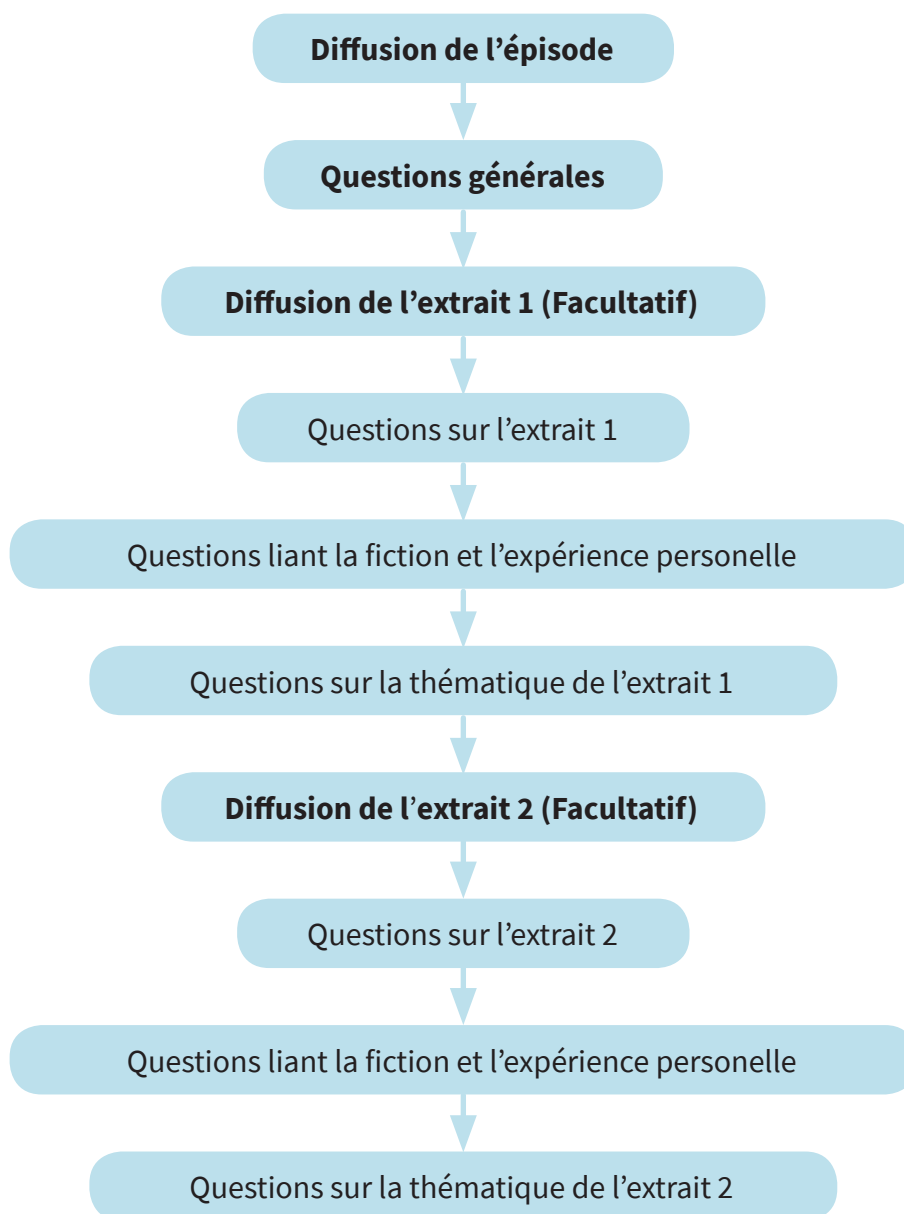 Diffusion de l’épisode
Questions générales
Diffusion de l’extrait 1 (Facultatif)
Questions sur l’extrait 1
Questions liant la fiction et l’expérience personelle
Questions sur la thématique de l’extrait 1
Diffusion de l’extrait 2 (Facultatif)
Questions sur l’extrait 2
Questions liant la fiction et l’expérience personelle
Questions sur la thématique de l’extrait 2